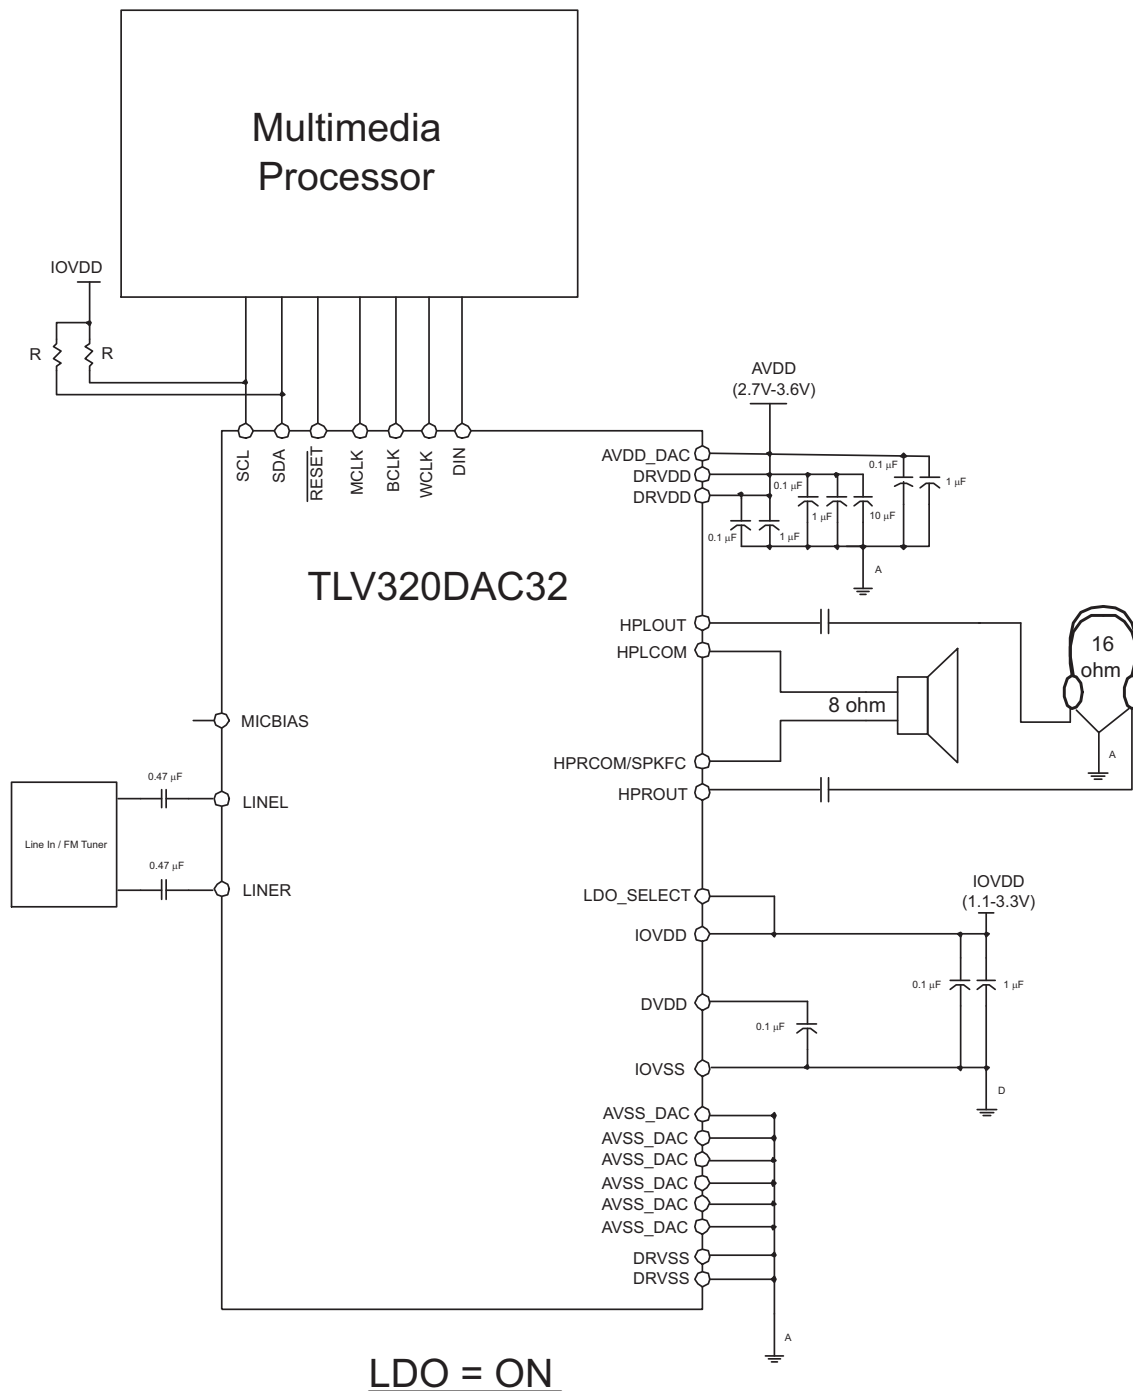 Multimedia
Processor
IOVDD
R
R
SCL
SDA
RESET
MCLK
BCLK
WCLK
DIN
AVDD
(2.7V-3.6V)
AVDD_DAC
DRVDD
DRVDD
0.1 µF
1 µF
0.1 µF
1 µF
10 µF
0.1 µF
1 µF
A
TLV320DAC32
HPLOUT
HPLCOM
16
ohm
8 ohm
MICBIAS
A
HPRCOM/SPKFC
HPROUT
0.47 µF
LINEL
Line In / FM Tuner
0.47 µF
LINER
LDO_SELECT
IOVDD
(1.1-3.3V)
IOVDD
0.1 µF
1 µF
DVDD
0.1 µF
IOVSS
D
AVSS_DAC
AVSS_DAC
AVSS_DAC
AVSS_DAC
AVSS_DAC
AVSS_DAC
DRVSS
DRVSS
A
LDO = ON